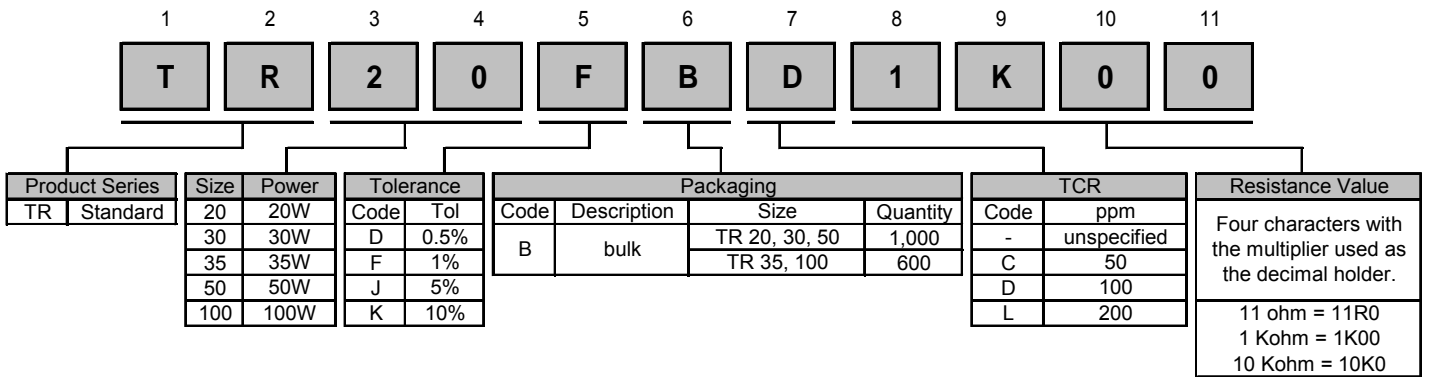 1 2 3 4 5 6 7 8 9 10 11
T R 2 0 F B D 1 K 0 0
Product Series
TR Standard
Size Power
20 20W
30 30W
35 35W
50 50W
100 100W
Tolerance
Code Tol
D 0.5%
F 1%
J 5%
K 10%
Packaging
Code Description Size Quantity
B bulk TR 20, 30, 50 1,000
TR 35, 100 600
TCR
Code ppm
- unspecified
C 50
D 100
L 200
Resistance Value
Four characters with
the multiplier used as
the decimal holder.
11 ohm = 11R0
1 Kohm = 1K00
10 Kohm = 10K0